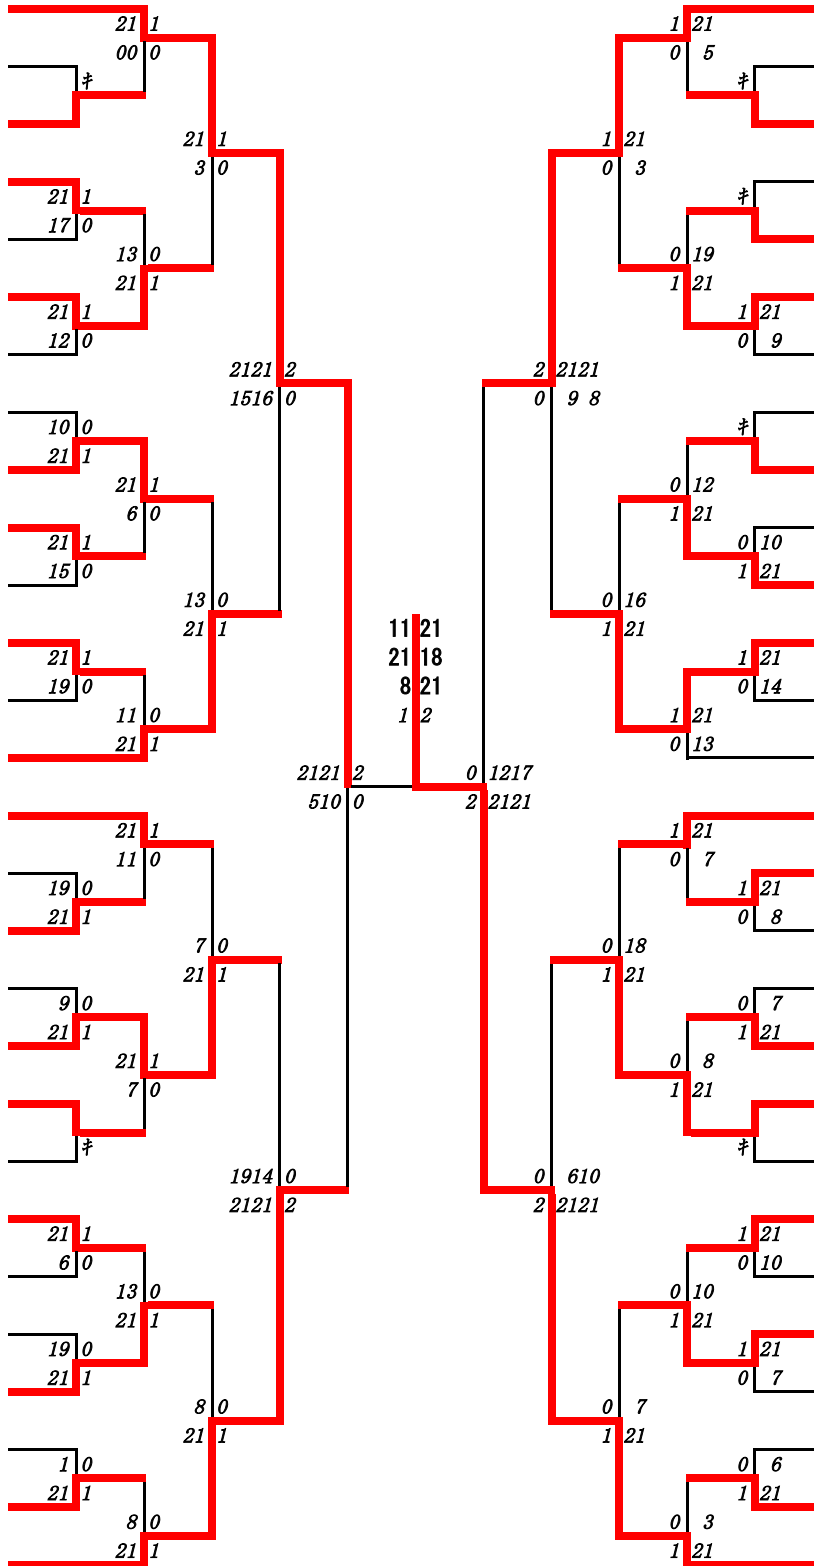 21 1 1 21
00 0 0 5
ｷ ｷ
21 1 1 21
3 0 0 3
21 1 ｷ
17 0
13 0 0 19
21 1 1 21
21 1 1 21
12 0 0 9
2121 2 2 2121
1516 0 0 9 8
10 0 ｷ
21 1
21 1 0 12
6 0 1 21
21 1 0 10
15 0 1 21
13 0 0 16
21 1 1 21
11 21
21 18
8 21
1 2
21 1 1 21
19 0 0 14
11 0 1 21
21 1 0 13
2121 2 0 1217
510 0 2 2121
21 1 1 21
11 0 0 7
19 0 1 21
21 1 0 8
7 0 0 18
21 1 1 21
9 0 0 7
21 1 1 21
21 1 0 8
7 0 1 21
ｷ ｷ
1914 0 0 610
2121 2 2 2121
21 1 1 21
6 0 0 10
13 0 0 10
21 1 1 21
19 0 1 21
21 1 0 7
8 0 0 7
21 1 1 21
1 0 0 6
21 1 1 21
8 0 0 3
21 1 1 21